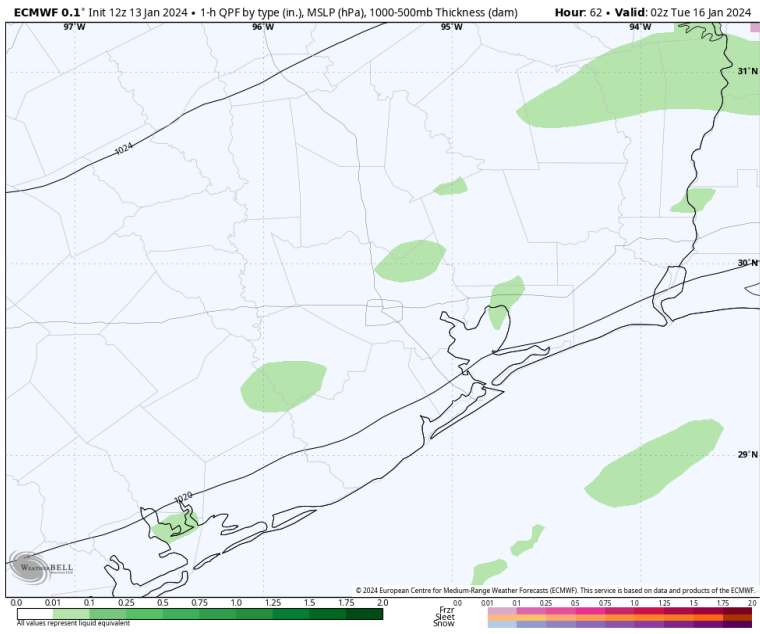 ECMWF 0.1° Init 12z 13 Jan 2024 • 1-h QPF by type (in.), MSLP (hPa), 1000-500mb Thickness (dam) Hour: 62 • Valid: 02z Tue 16 Jan 2024
97°W 96°W 95°W 94°W
31°N
1024
30°N
29°N
1020
WEATHERBELL
© 2024 European Centre for Medium-Range Weather Forecasts (ECMWF). This service is based on data and products of the ECMWF.
0.0 0.01 0.1 0.25 0.5 0.75 1.0 1.25 1.5 1.75 2.0
0.0 0.01 0.1 0.25 0.5 0.75 1.0 1.25 1.5 1.75 2.0
All values represent liquid equivalent
Frzr
Sleet
Snow